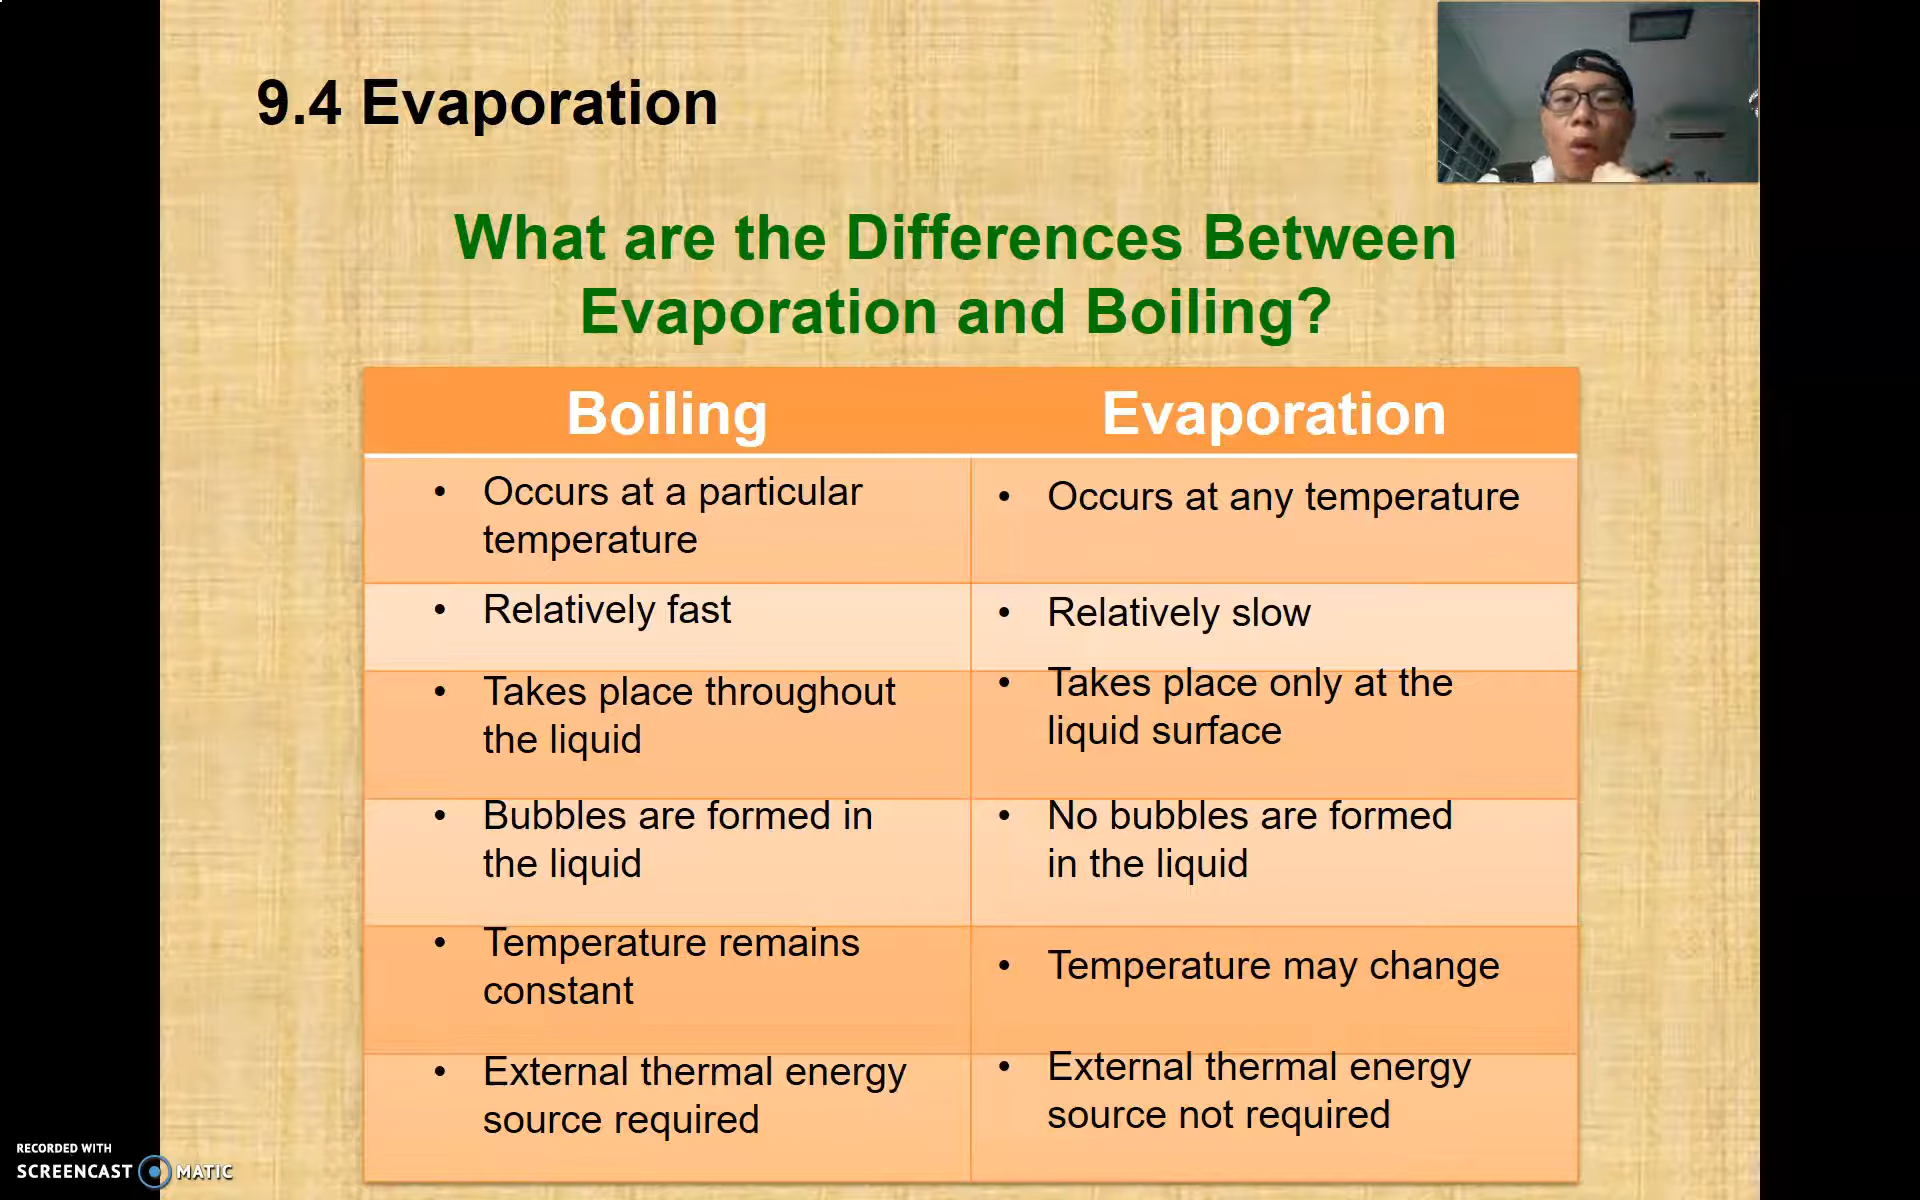 9.4 Evaporation
What are the Differences Between
Evaporation and Boiling?
Boiling
Evaporation
• Occurs at a particular
temperature
• Occurs at any temperature
• Relatively fast
• Relatively slow
• Takes place throughout
the liquid
• Takes place only at the
liquid surface
• Bubbles are formed in
the liquid
• No bubbles are formed
in the liquid
• Temperature remains
constant
• Temperature may change
• External thermal energy
source required
• External thermal energy
source not required
RECORDED WITH
SCREENCAST MATIC